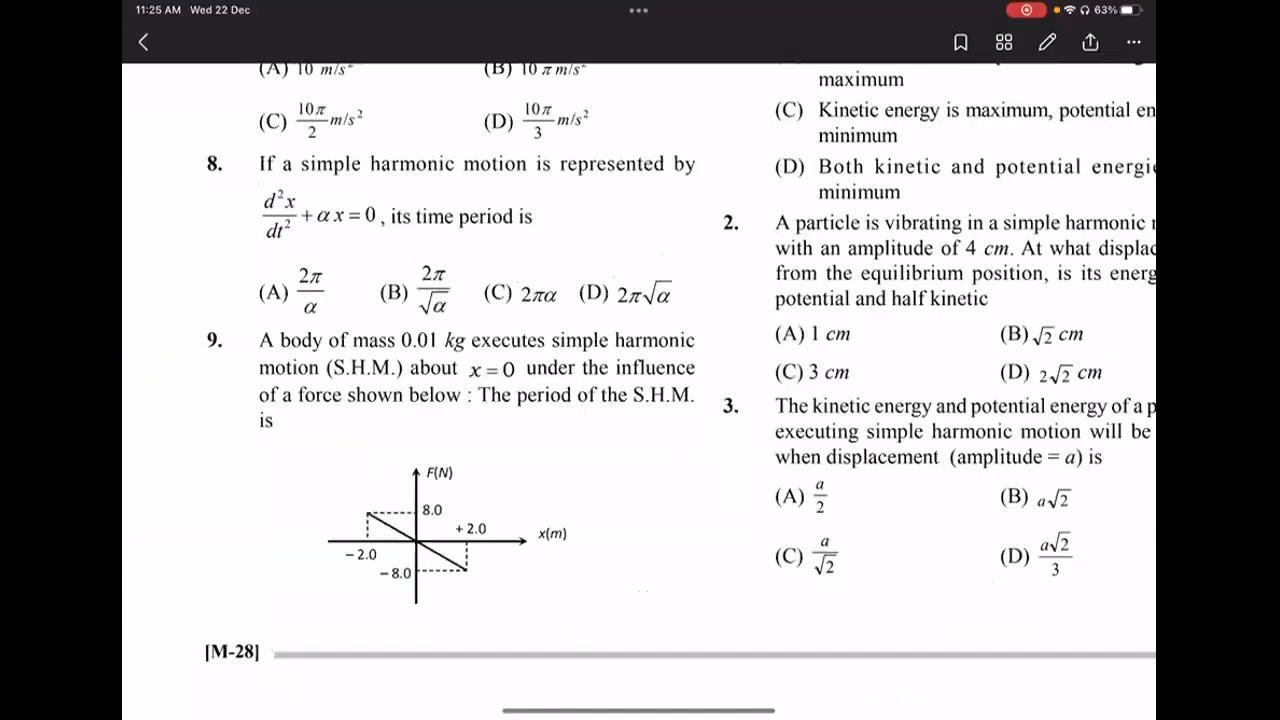 11:25 AM Wed 22 Dec
63%
(A) 10 m/s²
(B) 10 π m/s²
(C) 10π/2 m/s²
(D) 10π/3 m/s²
8. If a simple harmonic motion is represented by
d²x/dt² + αx = 0, its time period is
(A) 2π/α (B) 2π/√α (C) 2πα (D) 2π√α
9. A body of mass 0.01 kg executes simple harmonic
motion (S.H.M.) about x = 0 under the influence
of a force shown below : The period of the S.H.M.
is
F(N)
8.0
+ 2.0
x(m)
– 2.0
– 8.0
[M-28]
maximum
(C) Kinetic energy is maximum, potential en
minimum
(D) Both kinetic and potential energie
minimum
2. A particle is vibrating in a simple harmonic
with an amplitude of 4 cm. At what displac
from the equilibrium position, is its energ
potential and half kinetic
(A) 1 cm
(B) √2 cm
(C) 3 cm
(D) 2√2 cm
3. The kinetic energy and potential energy of a p
executing simple harmonic motion will be
when displacement (amplitude = a) is
(A) a/2
(B) a√2
(C) a/√2
(D) a√2/3